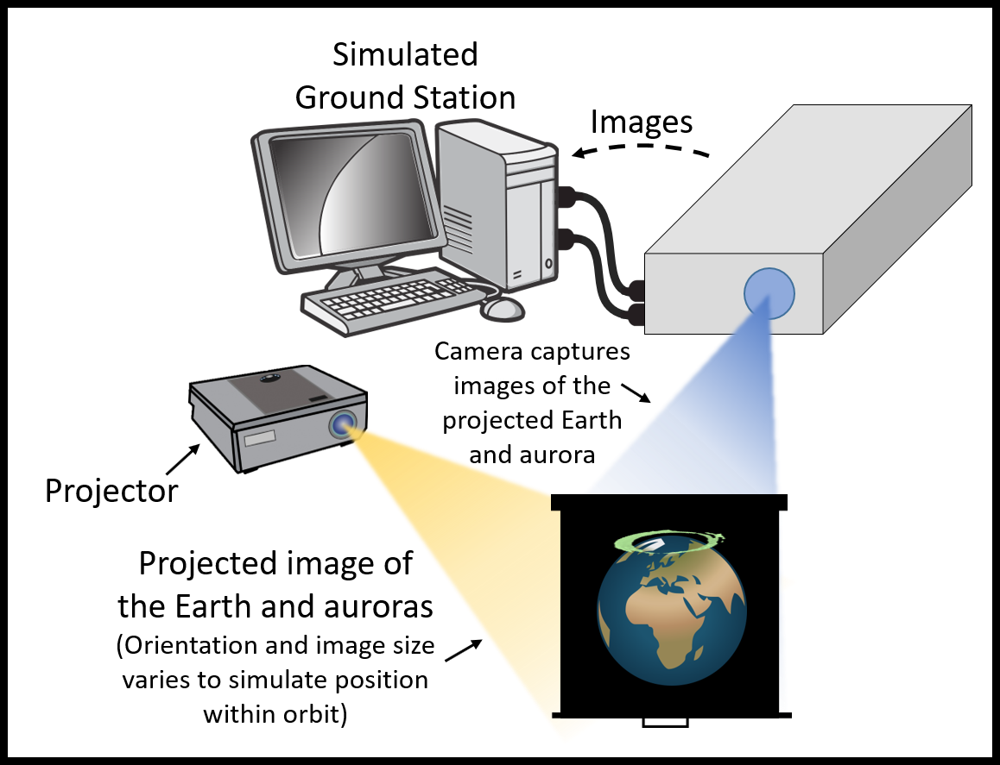 Simulated
Ground Station
Images
Camera captures
images of the
projected Earth
and aurora
Projector
Projected image of
the Earth and auroras
(Orientation and image size
varies to simulate position
within orbit)